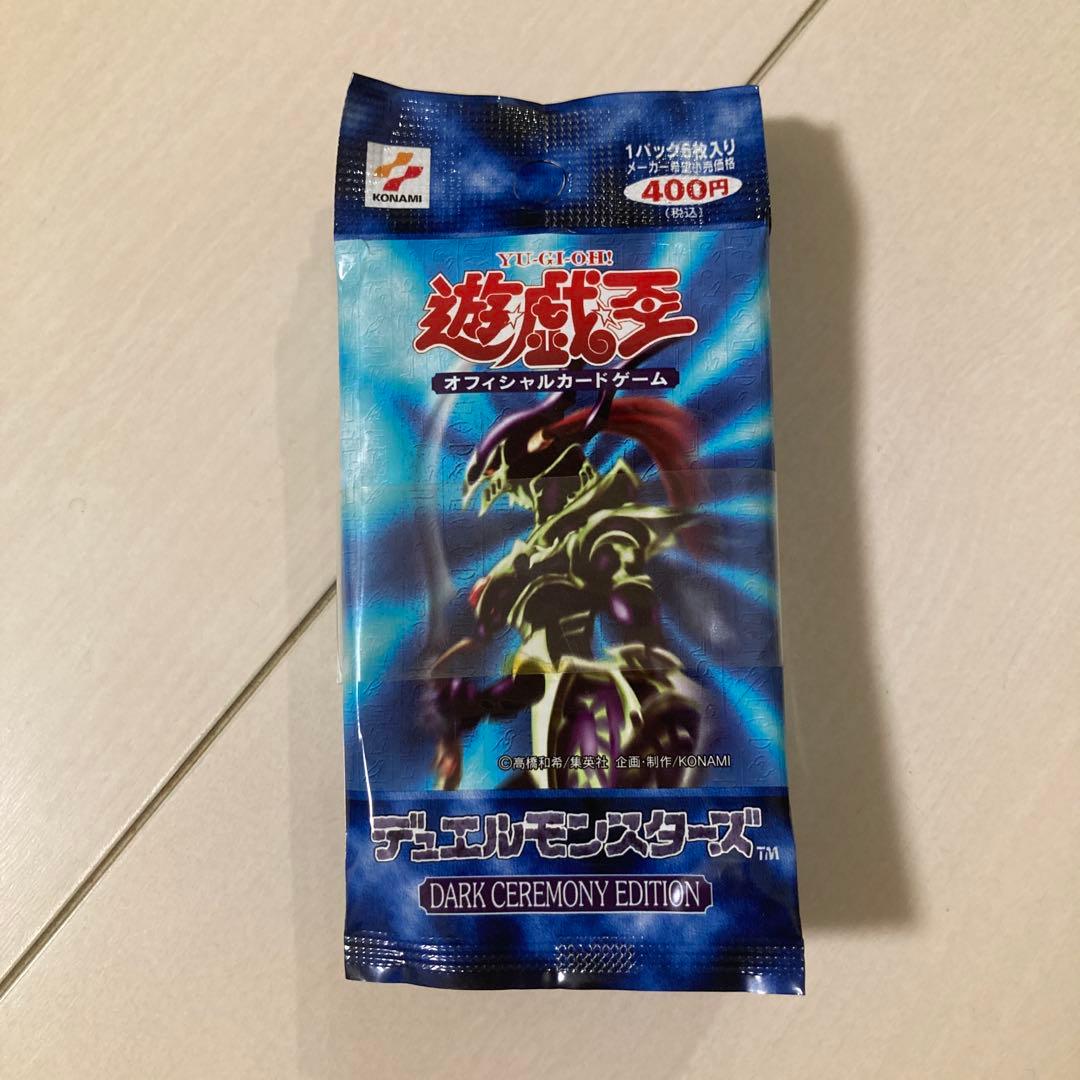 KONAMI
1パック5枚入り
メーカー希望小売価格
400円
(税込)
YU-GI-OH!
遊☆戯☆王
オフィシャルカードゲーム
©高橋和希/集英社 企画・制作/KONAMI
デュエルモンスターズTM
DARK CEREMONY EDITION